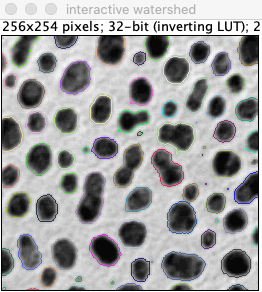 interactive watershed
256x254 pixels; 32-bit (inverting LUT); 2